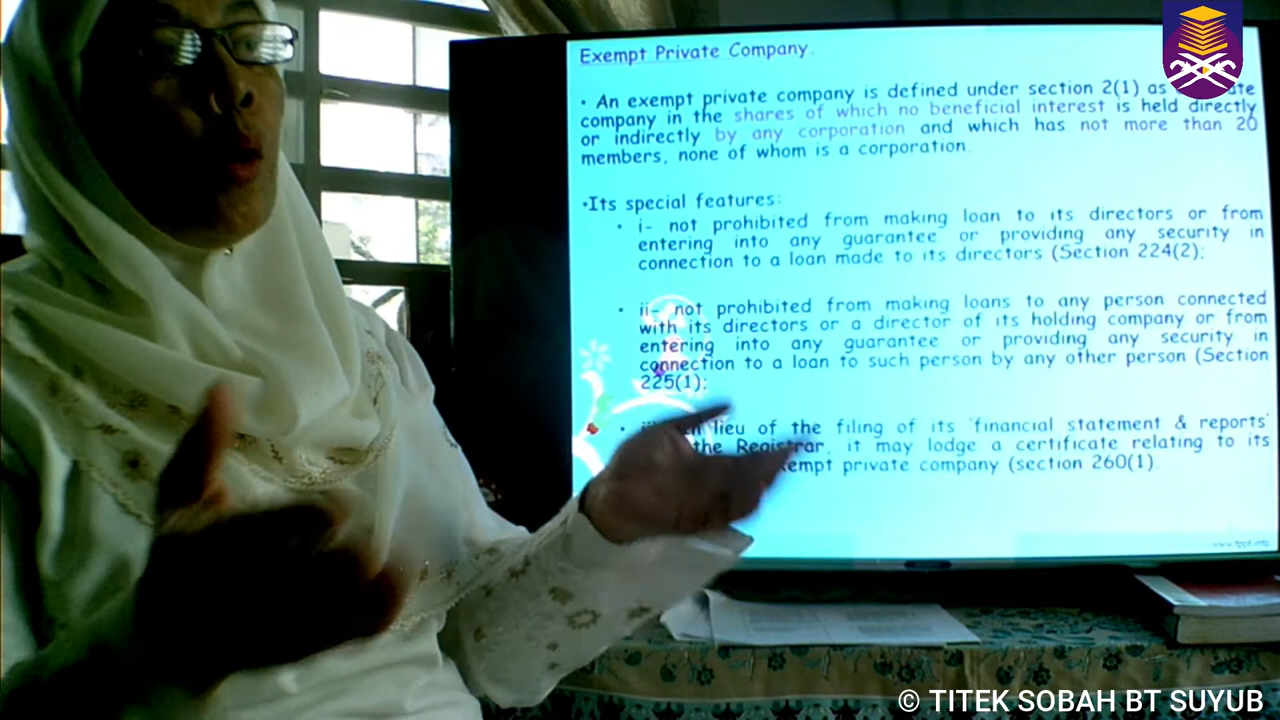 Exempt Private Company.
• An exempt private company is defined under section 2(1) as
company in the shares of which no beneficial interest is held directly
or indirectly by any corporation and which has not more than 20
members, none of whom is a corporation.
•Its special features:
• i- not prohibited from making loan to its directors or from
entering into any guarantee or providing any security in
connection to a loan made to its directors (Section 224(2);
• ii- not prohibited from making loans to any person connected
with its directors or a director of its holding company or from
entering into any guarantee or providing any security in
connection to a loan to such person by any other person (Section
225(1);
• lieu of the filing of its 'financial statement & reports'
the Registrar, it may lodge a certificate relating to its
private company (section 260(1).
© TITEK SOBAH BT SUYUB